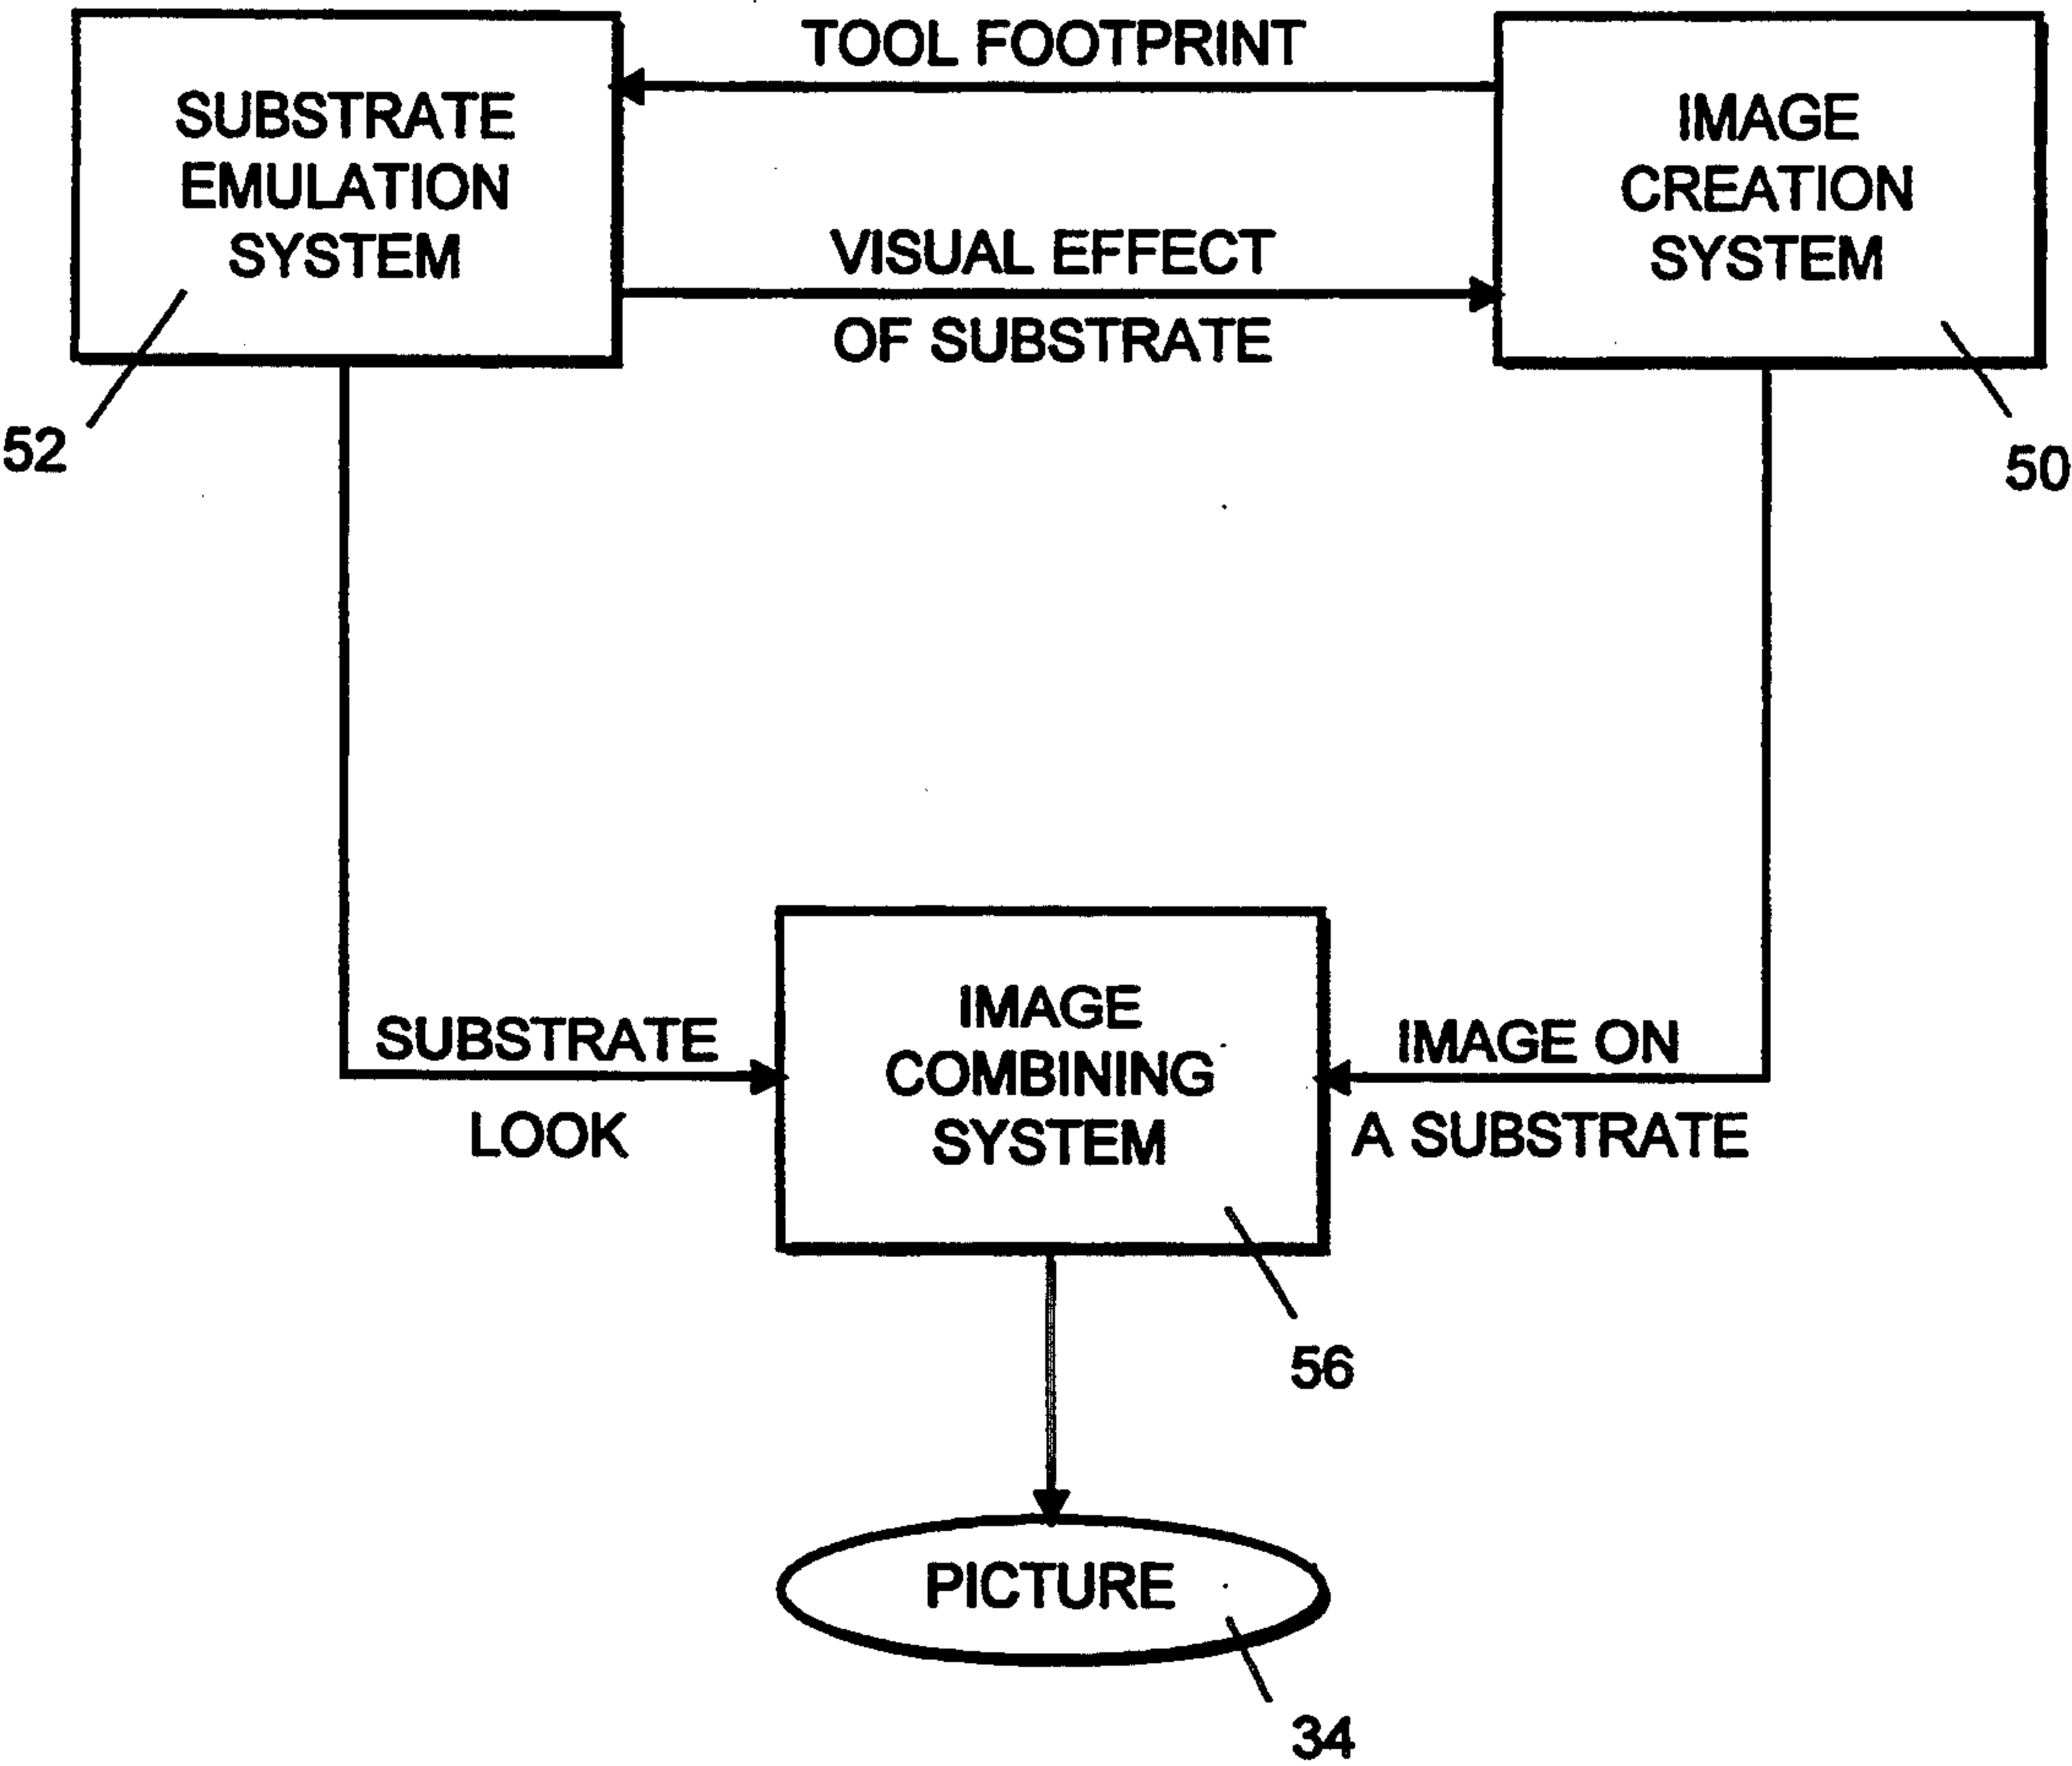 TOOL FOOTPRINT
SUBSTRATE
EMULATION
SYSTEM
IMAGE
CREATION
SYSTEM
VISUAL EFFECT
OF SUBSTRATE
52
50
SUBSTRATE
LOOK
IMAGE
COMBINING
SYSTEM
IMAGE ON
A SUBSTRATE
56
PICTURE
34